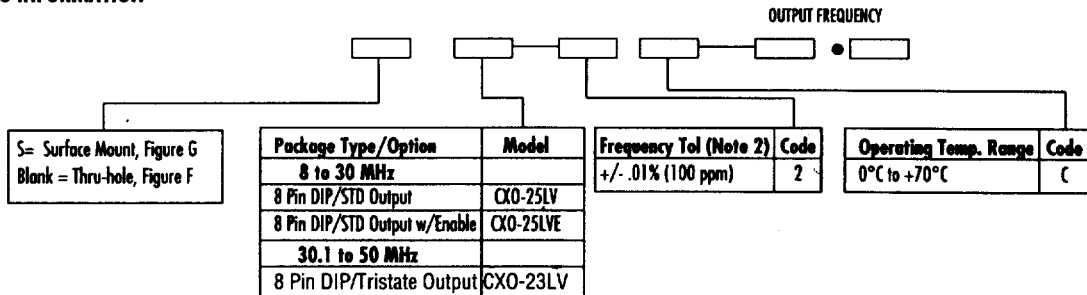 OUTPUT FREQUENCY
S= Surface Mount, Figure G
Blank = Thru-hole, Figure F
Package Type/Option Model
8 to 30 MHz
8 Pin DIP/STD Output CXO-25LV
8 Pin DIP/STD Output w/Enable CXO-25LVE
30.1 to 50 MHz
8 Pin DIP/Tristate Output CXO-23LV
Frequency Tol (Note 2) Code
+/- .01% (100 ppm) 2
Operating Temp. Range Code
0°C to +70°C C